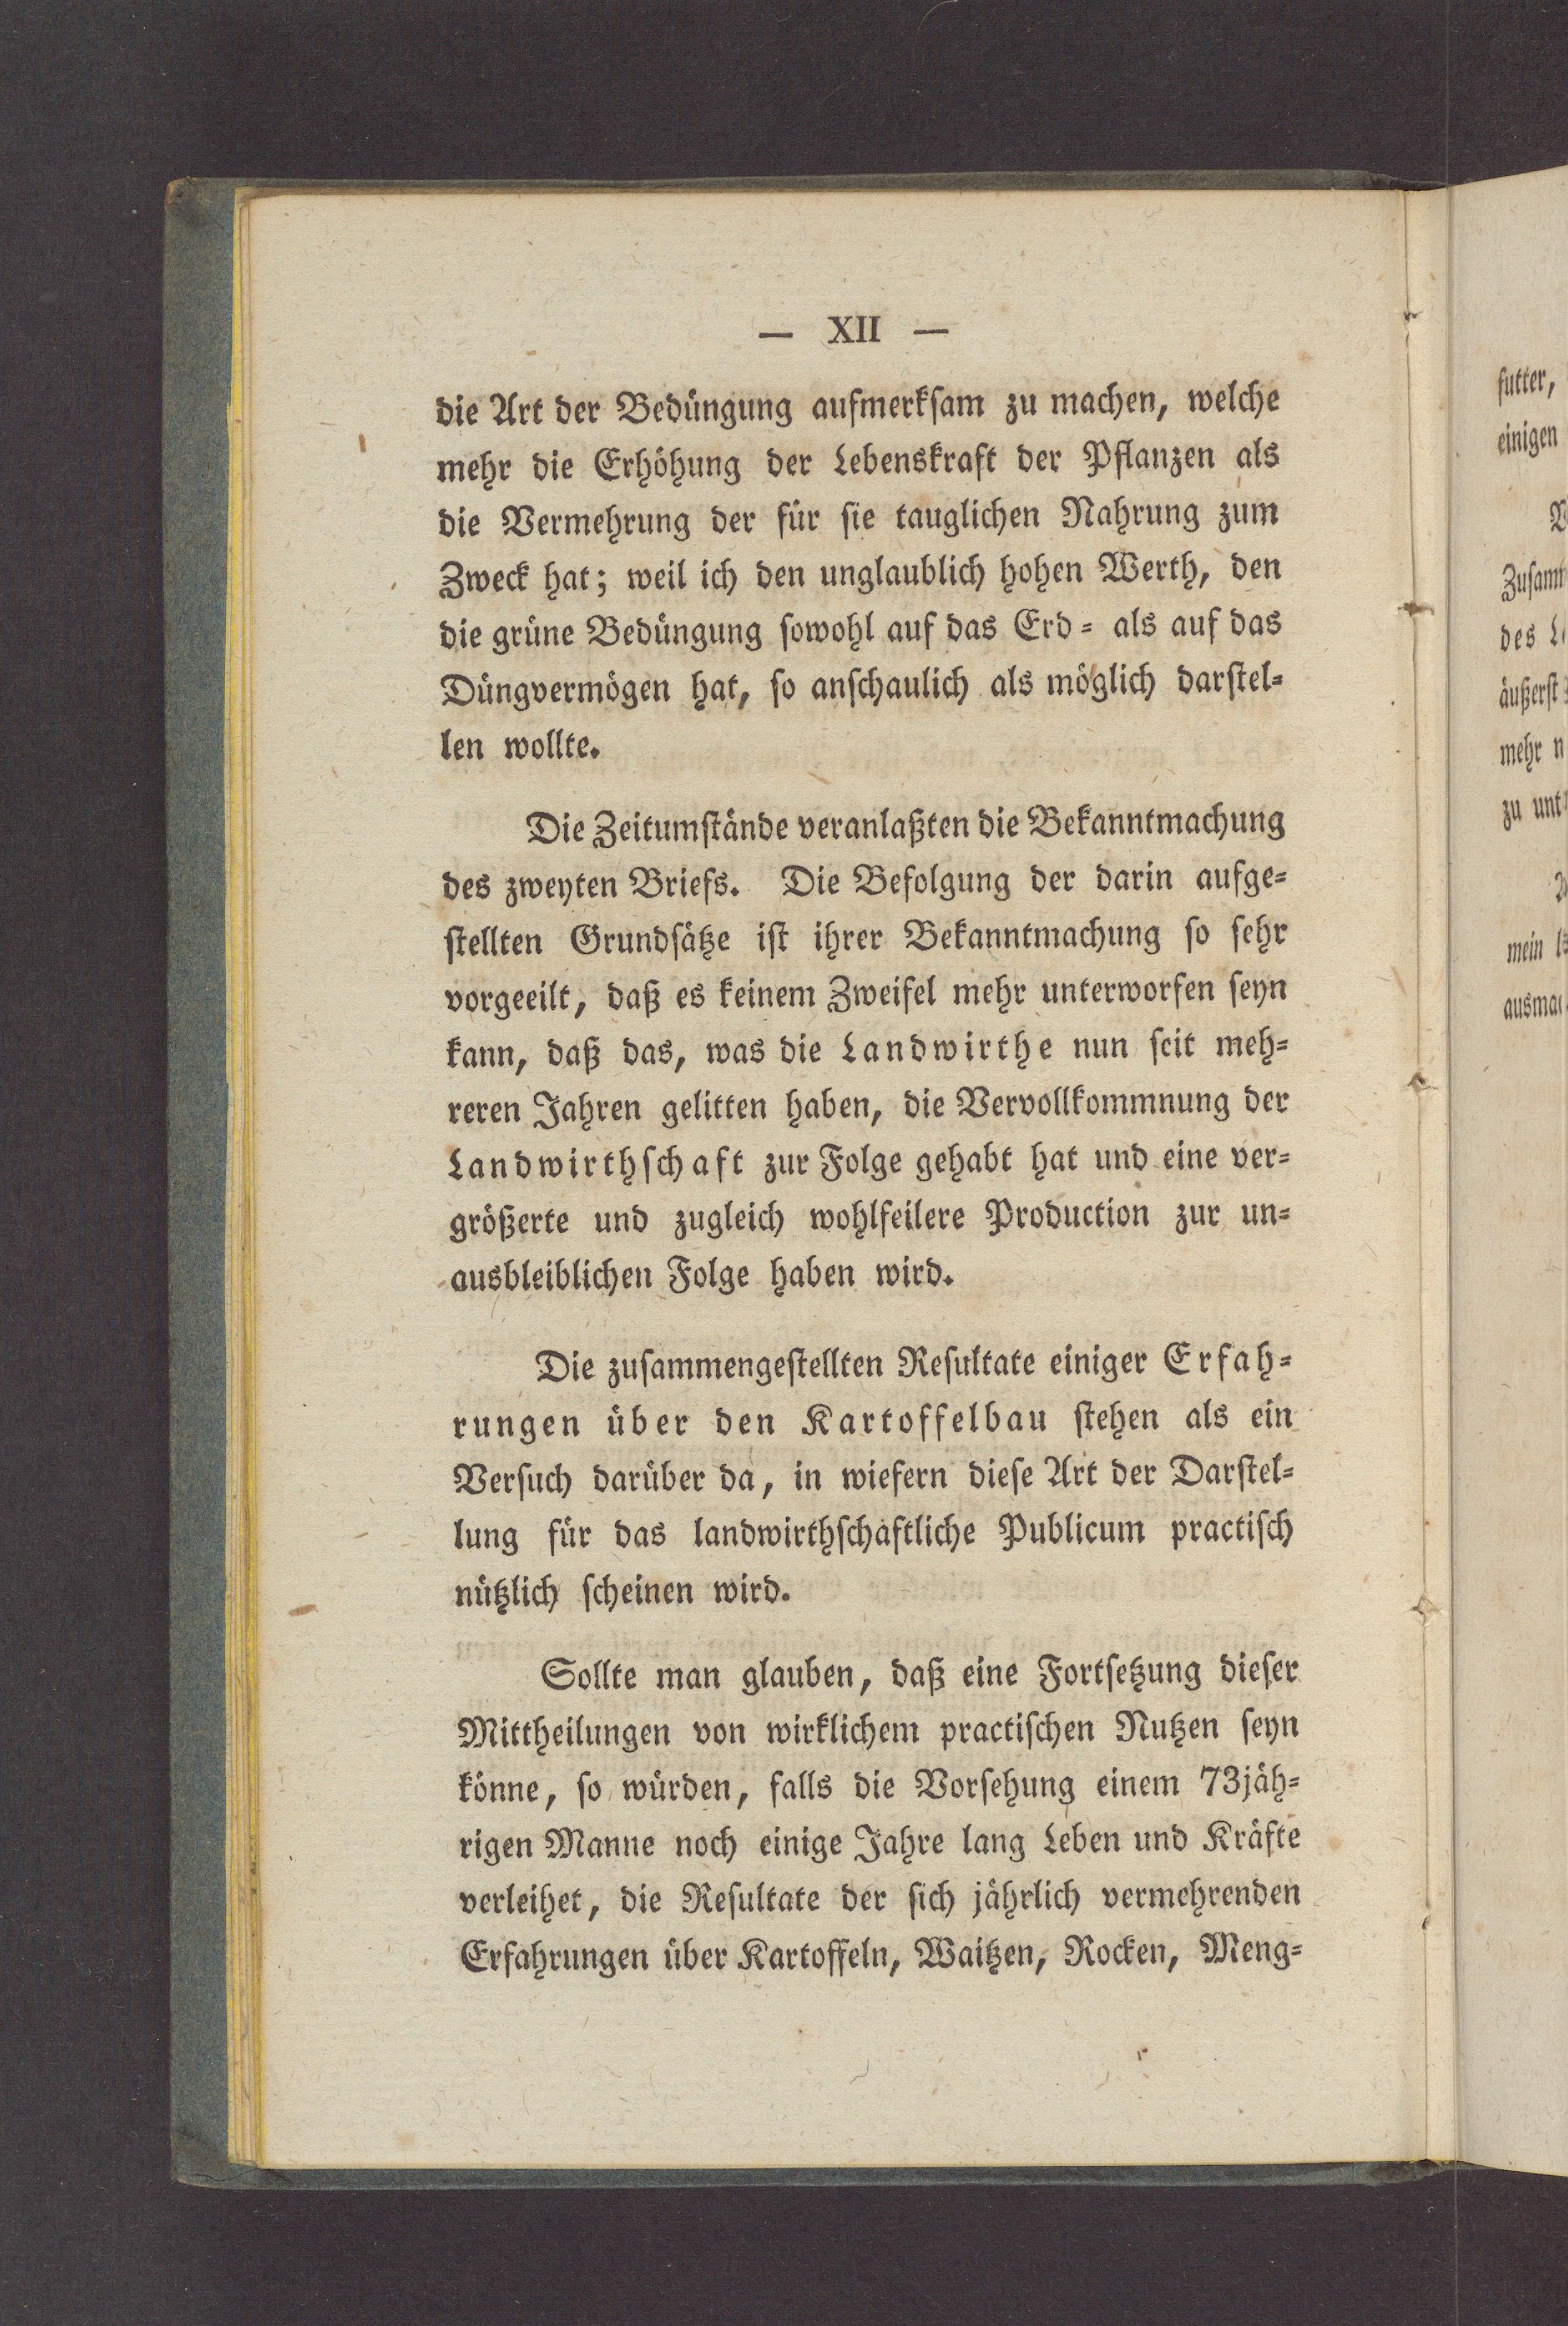 — XII —
die Art der Bedüngung aufmerkſam zu machen, welche
mehr die Erhöhung der Lebenskraft der Pflanzen als
die Vermehrung der für ſie tauglichen Nahrung zum
Zweck hat; weil ich den unglaublich hohen Werth, den
die grüne Bedüngung ſowohl auf das Erd- als auf das
Düngvermögen hat, ſo anſchaulich als möglich darſtel-
len wollte.
Die Zeitumſtände veranlaßten die Bekanntmachung
des zweyten Briefs. Die Befolgung der darin aufge-
ſtellten Grundſätze iſt ihrer Bekanntmachung ſo ſehr
vorgeeilt, daß es keinem Zweifel mehr unterworfen ſeyn
kann, daß das, was die Landwirthe nun ſeit meh-
reren Jahren gelitten haben, die Vervollkommnung der
Landwirthſchaft zur Folge gehabt hat und eine ver-
größerte und zugleich wohlfeilere Production zur un-
ausbleiblichen Folge haben wird.
Die zuſammengeſtellten Reſultate einiger Erfah-
rungen über den Kartoffelbau ſtehen als ein
Verſuch darüber da, in wiefern dieſe Art der Darſtel-
lung für das landwirthſchaftliche Publicum practiſch
nützlich ſcheinen wird.
Sollte man glauben, daß eine Fortſetzung dieſer
Mittheilungen von wirklichem practiſchen Nutzen ſeyn
könne, ſo würden, falls die Vorſehung einem 73jäh-
rigen Manne noch einige Jahre lang Leben und Kräfte
verleihet, die Reſultate der ſich jährlich vermehrenden
Erfahrungen über Kartoffeln, Waitzen, Rocken, Meng-
futter,
einigen
des
mehr
zu
mein